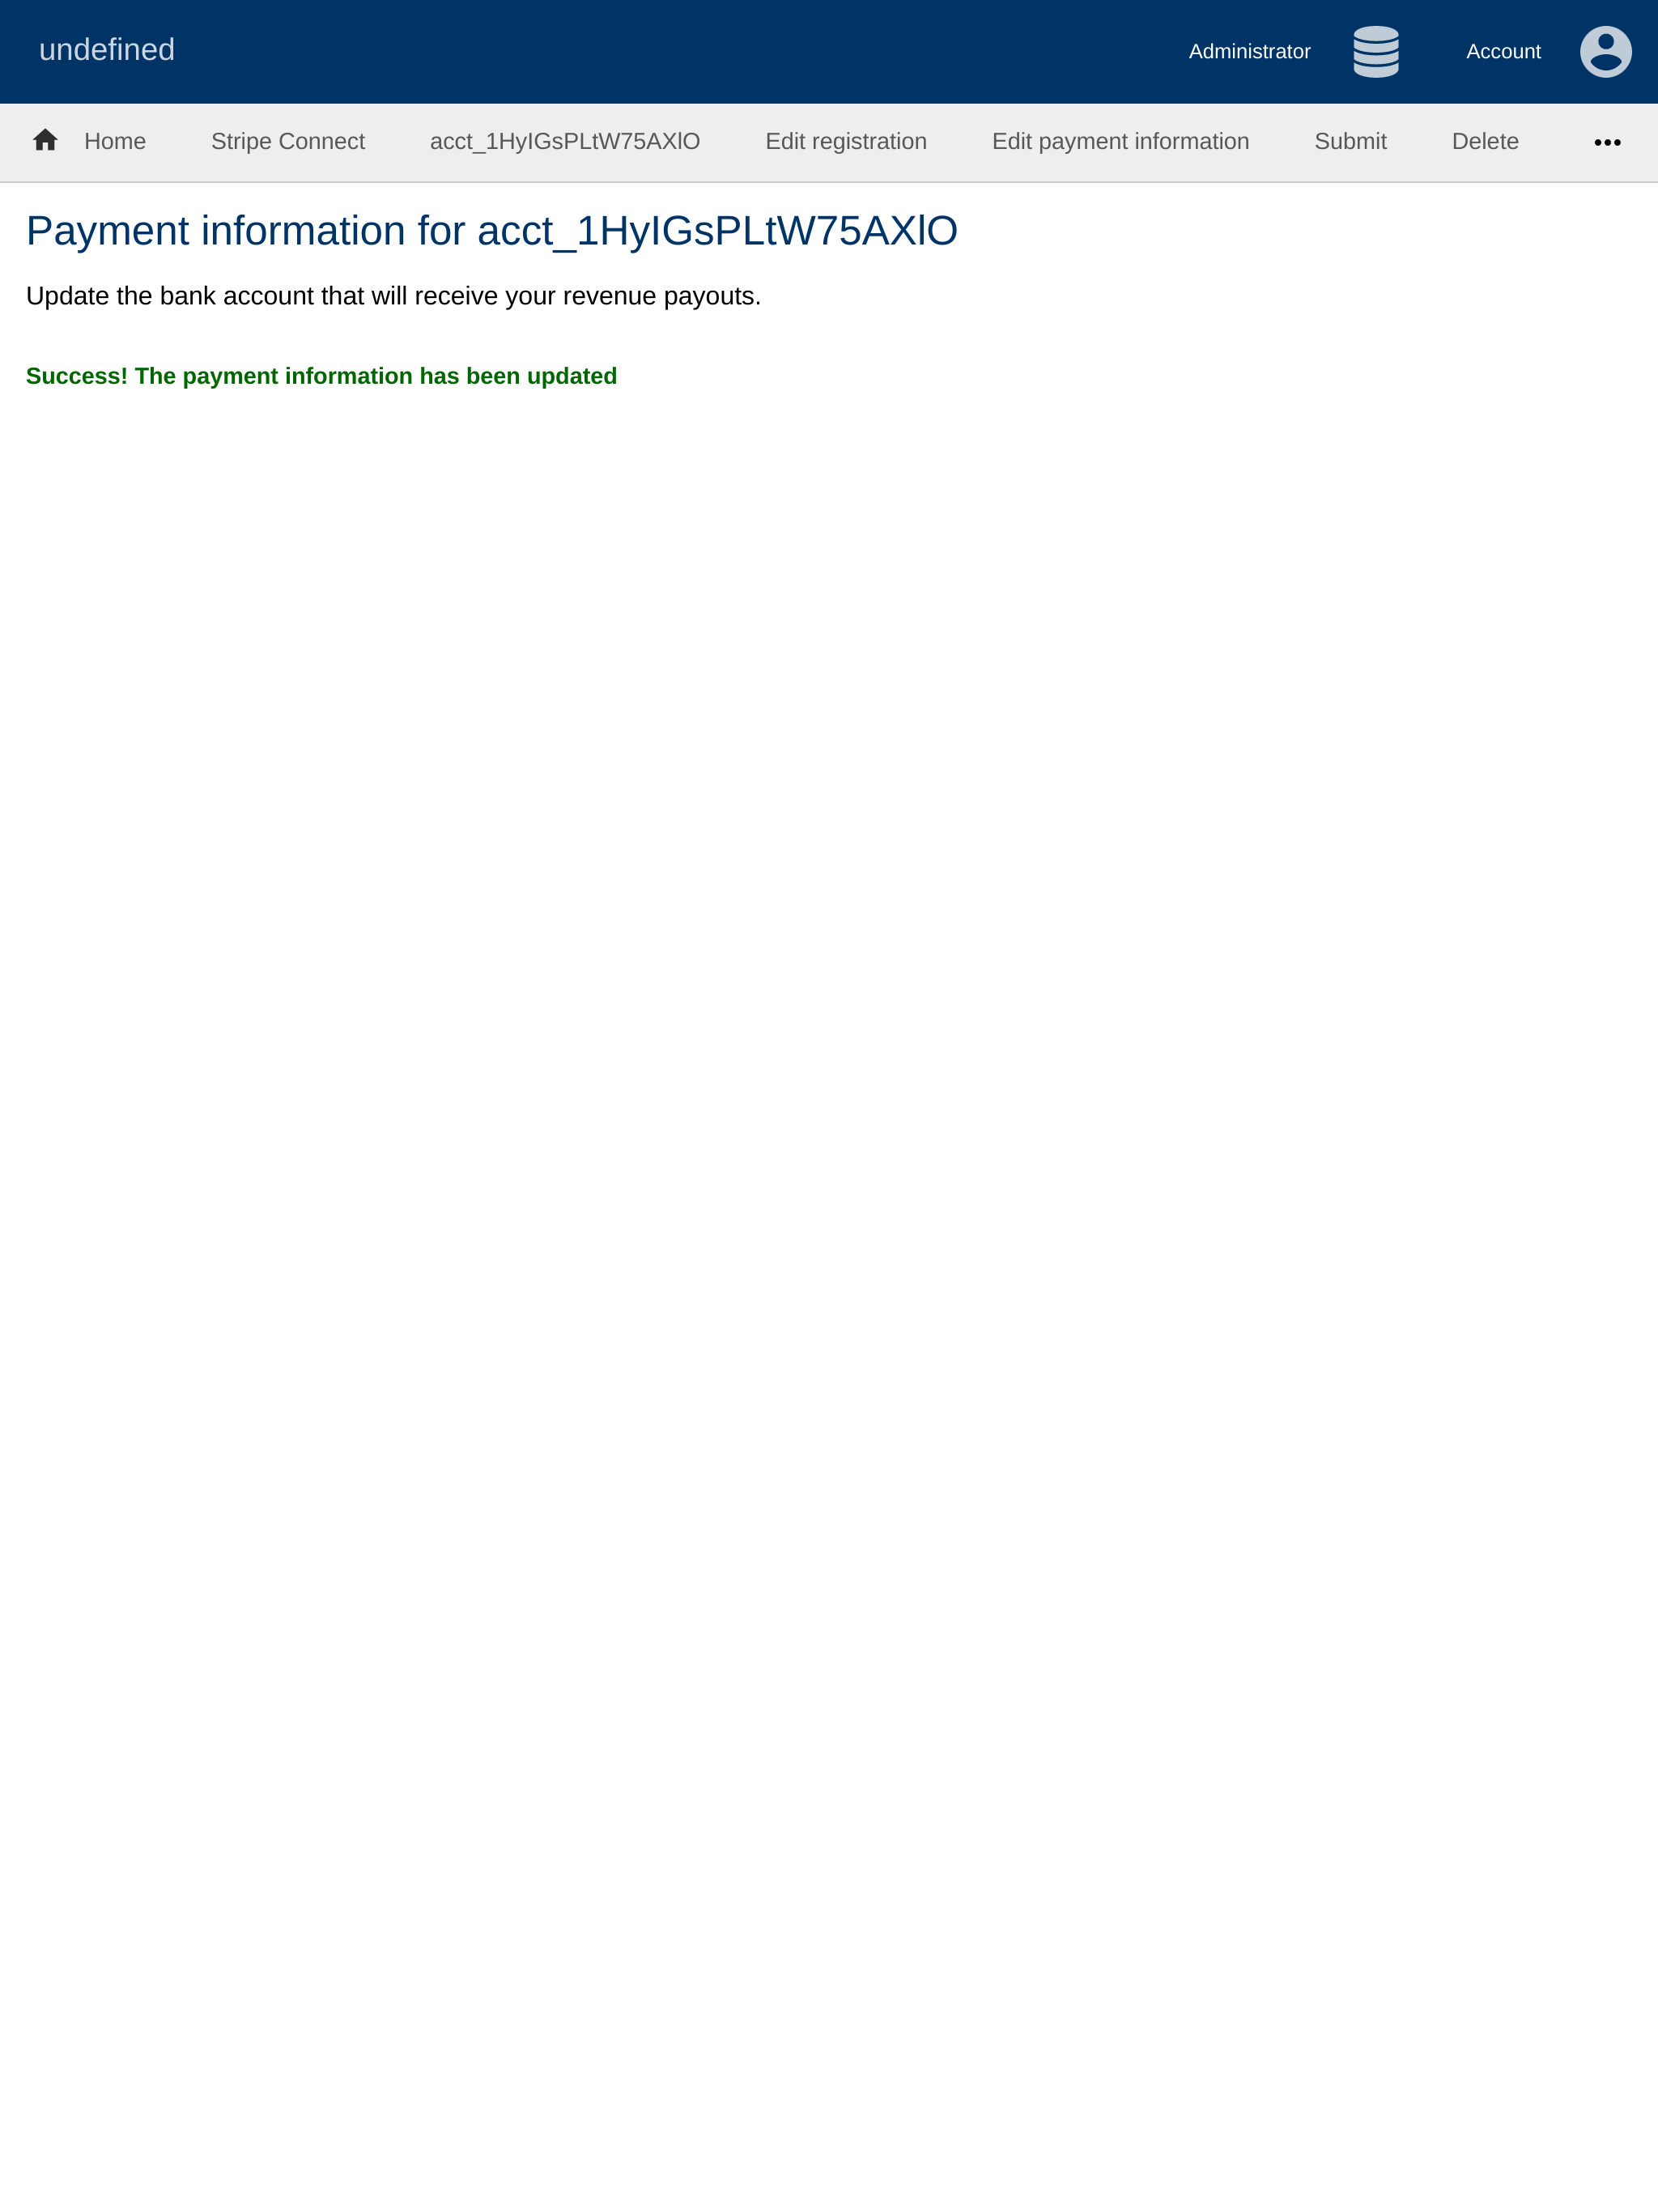 undefined
Administrator
Account
Home
Stripe Connect
acct_1HyIGsPLtW75AXlO
Edit registration
Edit payment information
Submit
Delete
Payment information for acct_1HyIGsPLtW75AXlO
Update the bank account that will receive your revenue payouts.
Success! The payment information has been updated